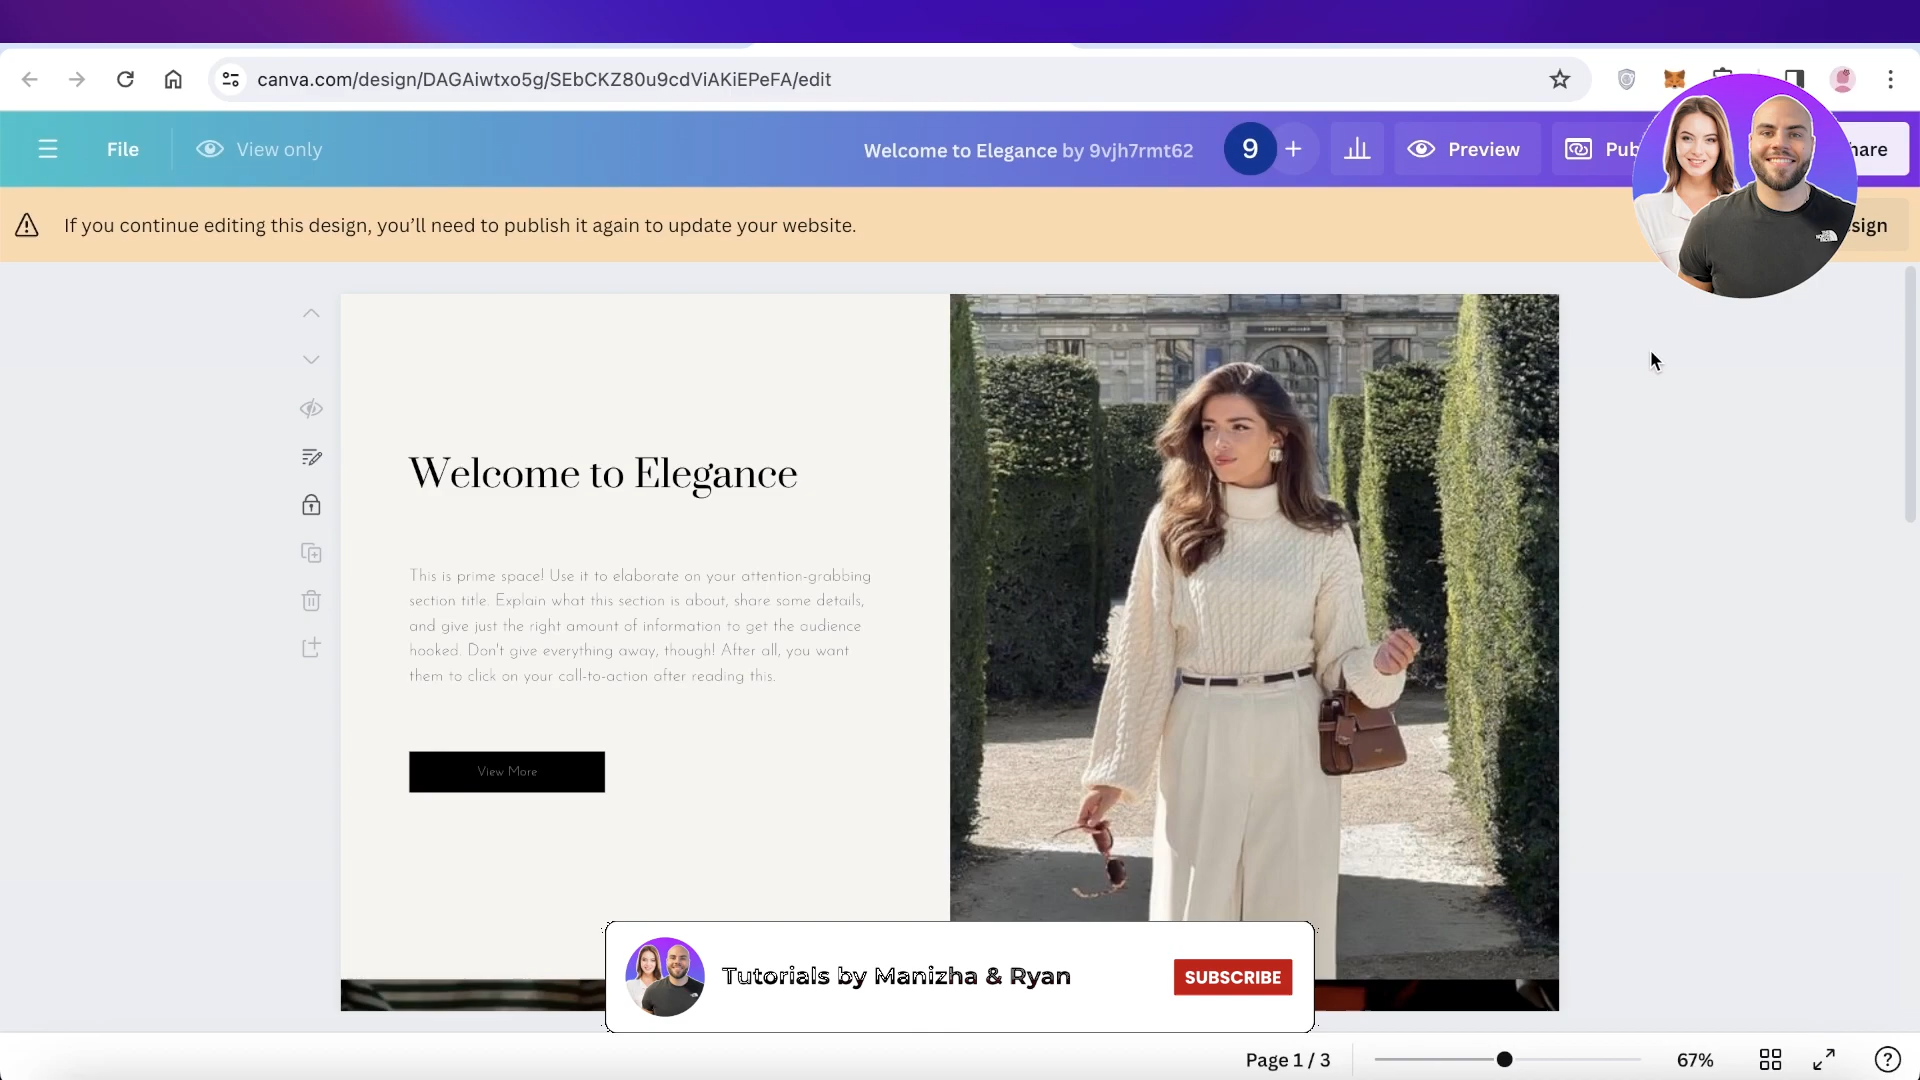 canva.com/design/DAGAiwtxo5g/SEbCKZ80u9cdViAKiEPeFA/edit
File
View only
Welcome to Elegance by 9vjh7rmt62
9
Preview
Pub
hare
If you continue editing this design, you’ll need to publish it again to update your website.
sign
Welcome to Elegance
This is prime space! Use it to elaborate on your attention-grabbing
section title. Explain what this section is about, share some details,
and give just the right amount of information to get the audience
hooked. Don't give everything away, though! After all, you want
them to click on your call-to-action after reading this.
View More
Tutorials by Manizha & Ryan
SUBSCRIBE
Page 1 / 3
67%